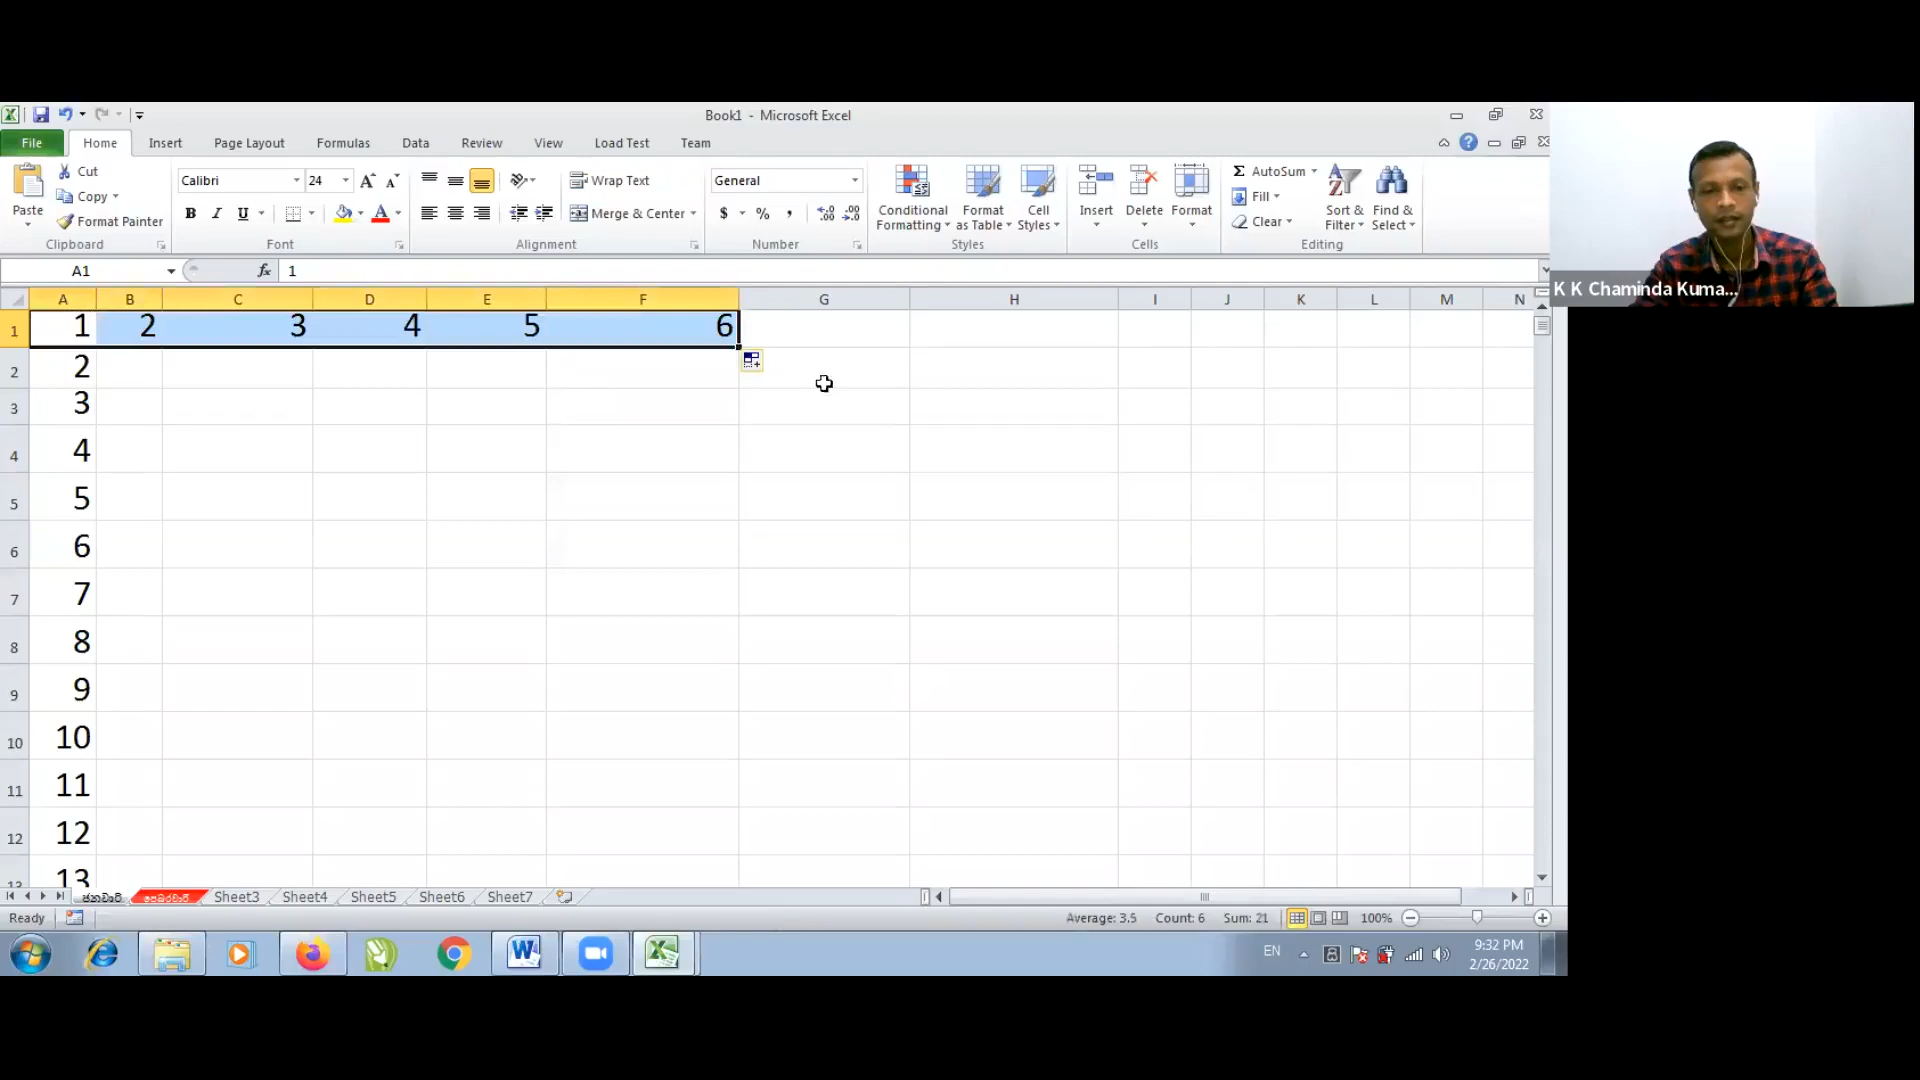 Book1 - Microsoft Excel
File Home Insert Page Layout Formulas Data Review View Load Test Team
Paste Cut Copy Format Painter Clipboard
Calibri 24 B I U A Font
Wrap Text Merge & Center Alignment
General $ % , Number
Conditional Formatting Format as Table Cell Styles Styles
Insert Delete Format Cells
Σ AutoSum Fill Clear Sort & Filter Find & Select Editing
A1 fx 1
K K Chaminda Kuma...
A B C D E F G H I J K L M N
1 1 2 3 4 5 6
2 2
3 3
4 4
5 5
6 6
7 7
8 8
9 9
10 10
11 11
12 12
13 13
ජනවාරි පෙබරවාරි Sheet3 Sheet4 Sheet5 Sheet6 Sheet7
Ready Average: 3.5 Count: 6 Sum: 21 100%
EN 9:32 PM
2/26/2022